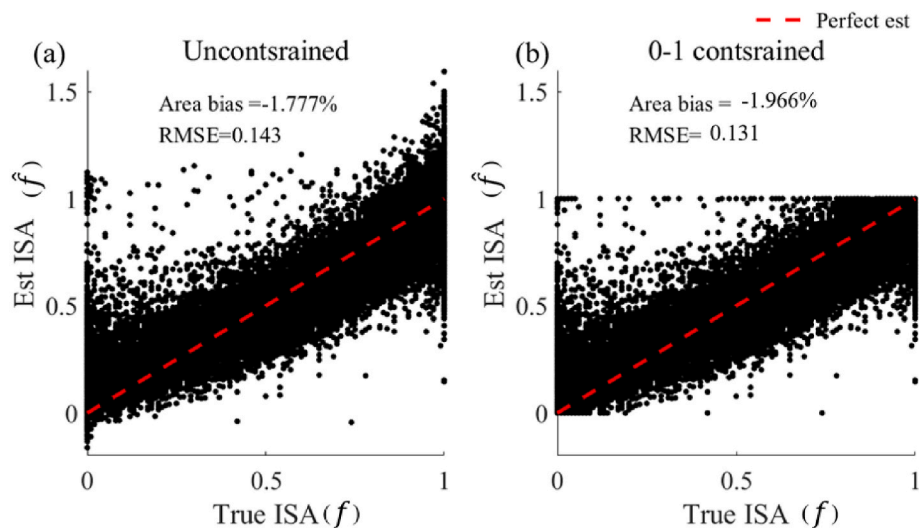 Perfect est
(a) Uncontsrained
(b) 0-1 contsrained
Area bias =-1.777%
RMSE=0.143
Area bias = -1.966%
RMSE= 0.131
Est ISA (f̂)
1.5
1
0.5
0
0 0.5 1
True ISA (f)
Est ISA (f̂)
1.5
1
0.5
0
0 0.5 1
True ISA (f)